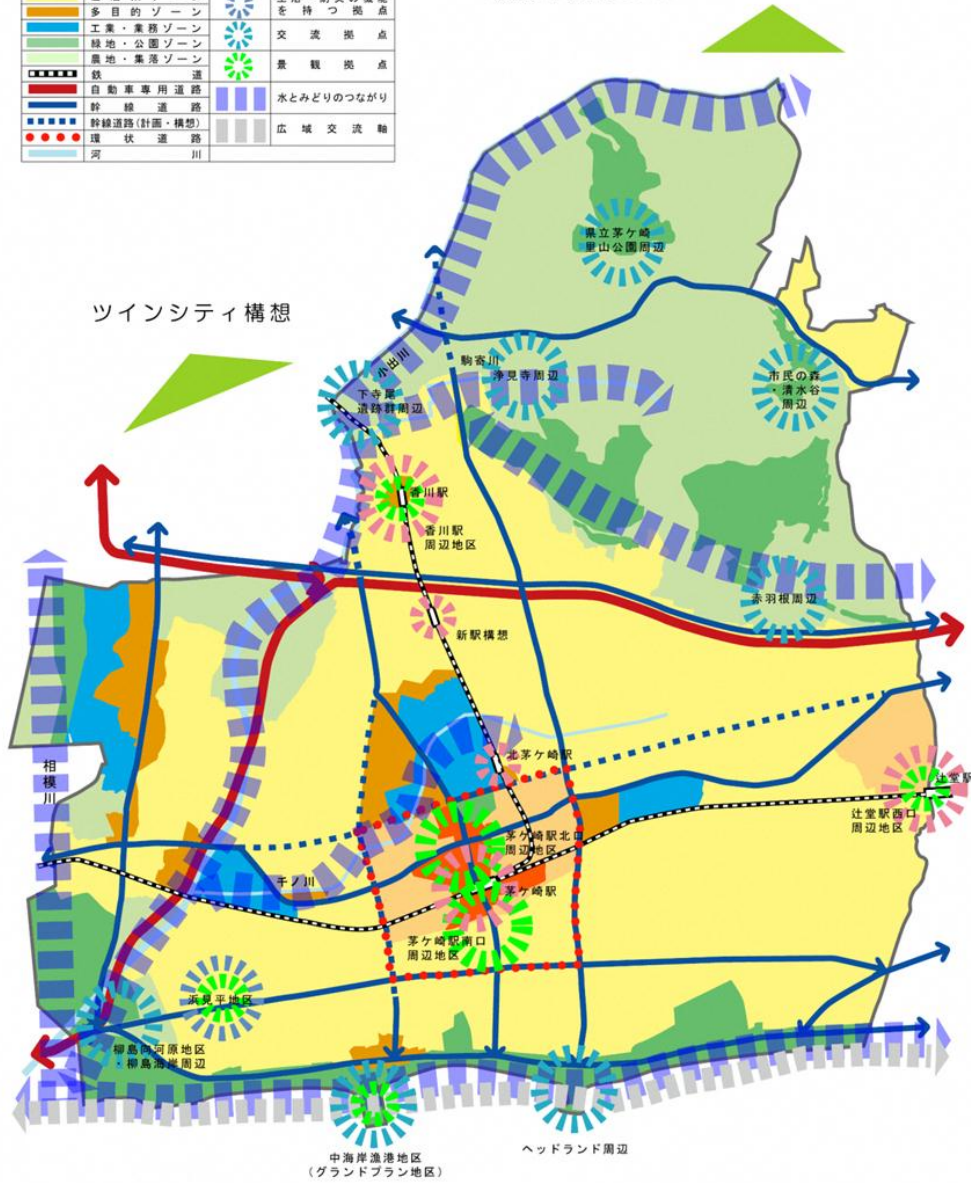 多目的ゾーン
工業・業務ゾーン
緑地・公園ゾーン
農地・集落ゾーン
鉄道
自動車専用道路
幹線道路
幹線道路(計画・構想)
環状道路
河川
を持つ拠点
交流拠点
景観拠点
水とみどりのつながり
広域交流軸
県立茅ケ崎
里山公園周辺
ツインシティ構想
小出川
駒寄川
浄見寺周辺
下寺尾
遺跡群周辺
市民の森
・清水谷
周辺
香川駅
香川駅
周辺地区
赤羽根周辺
新駅構想
北茅ケ崎駅
相模川
辻堂駅
辻堂駅西口
周辺地区
茅ケ崎駅北口
周辺地区
千ノ川
茅ケ崎駅
茅ケ崎駅南口
周辺地区
浜見平地区
柳島向河原地区
・柳島海岸周辺
中海岸漁港地区
(グランドプラン地区)
ヘッドランド周辺